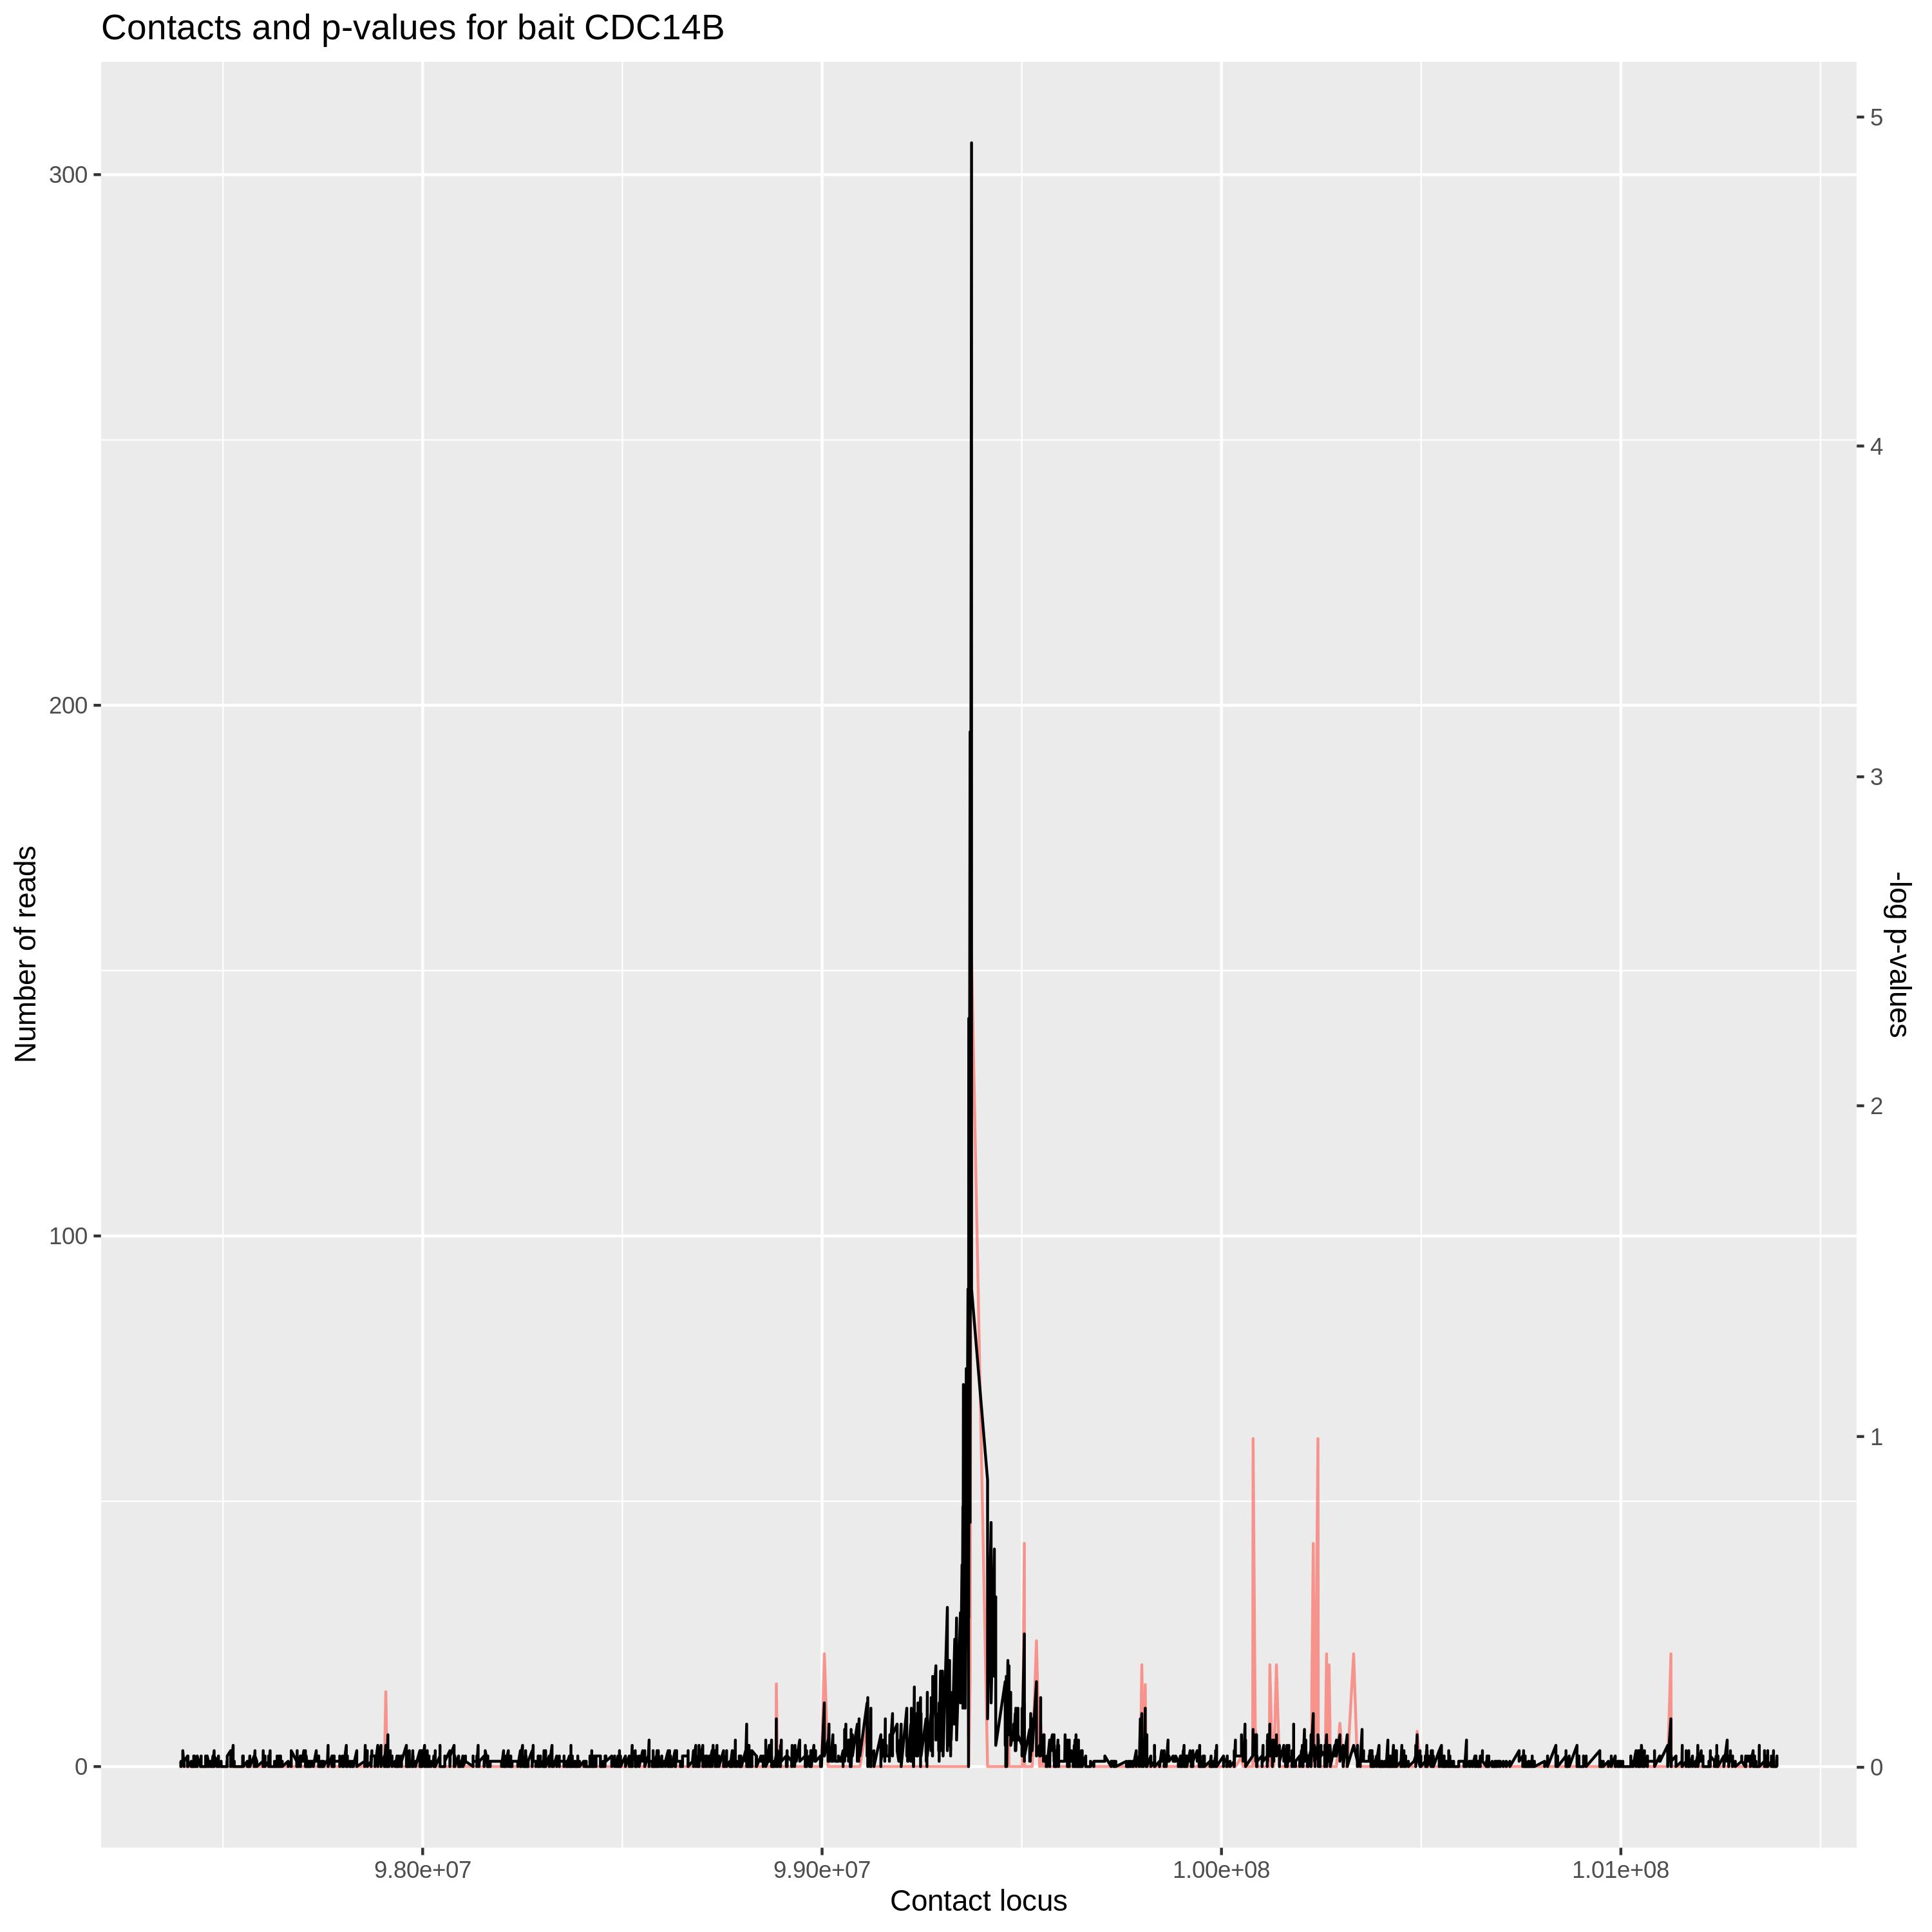 Contacts and p-values for bait CDC14B
Number of reads
300
200
100
0
5
4
3
2
1
0
-log p-values
9.80e+07
9.90e+07
1.00e+08
1.01e+08
Contact locus